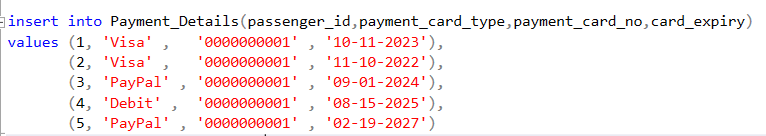 insert into Payment_Details(passenger_id,payment_card_type,payment_card_no,card_expiry)
values (1, 'Visa' , '0000000001' , '10-11-2023'),
(2, 'Visa' , '0000000001' , '11-10-2022'),
(3, 'PayPal' , '0000000001' , '09-01-2024'),
(4, 'Debit' , '0000000001' , '08-15-2025'),
(5, 'PayPal' , '0000000001' , '02-19-2027')